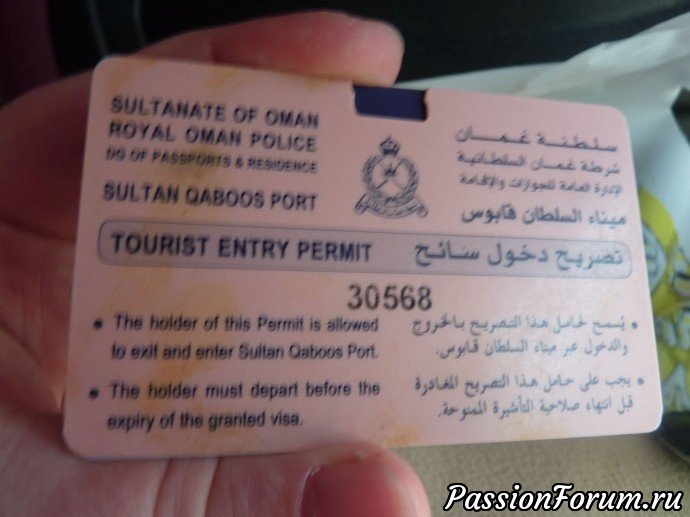 SULTANATE OF OMAN
ROYAL OMAN POLICE
DG OF PASSPORTS & RESIDENCE
SULTAN QABOOS PORT
سلطنة عمان
شرطة عمان السلطانية
الإدارة العامة للجوازات والإقامة
ميناء السلطان قابوس
TOURIST ENTRY PERMIT تصريح دخول سائح
30568
• The holder of this Permit is allowed
to exit and enter Sultan Qaboos Port.
• The holder must depart before the
expiry of the granted visa.
• يُسمح لحامل هذا التصريح بالخروج
والدخول عبر ميناء السلطان قابوس.
• يجب على حامل هذا التصريح المغادرة
قبل انتهاء صلاحية التأشيرة الممنوحة.
PassionForum.ru